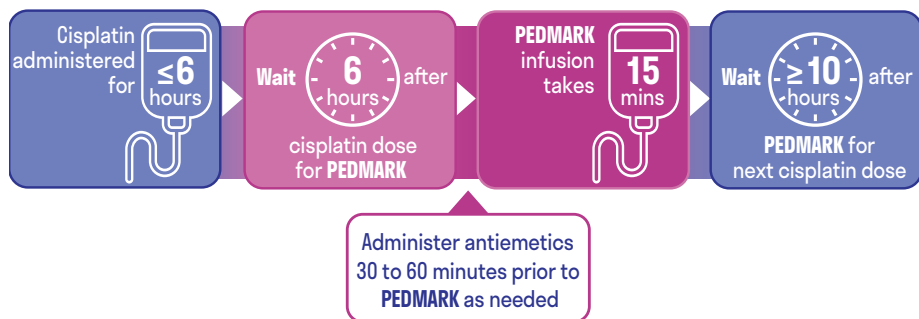 Cisplatin
administered
for
≤6
hours
Wait
6
hours
after
cisplatin dose
for PEDMARK
PEDMARK
infusion
takes
15
mins
Wait
≥10
hours
after
PEDMARK for
next cisplatin dose
Administer antiemetics
30 to 60 minutes prior to
PEDMARK as needed